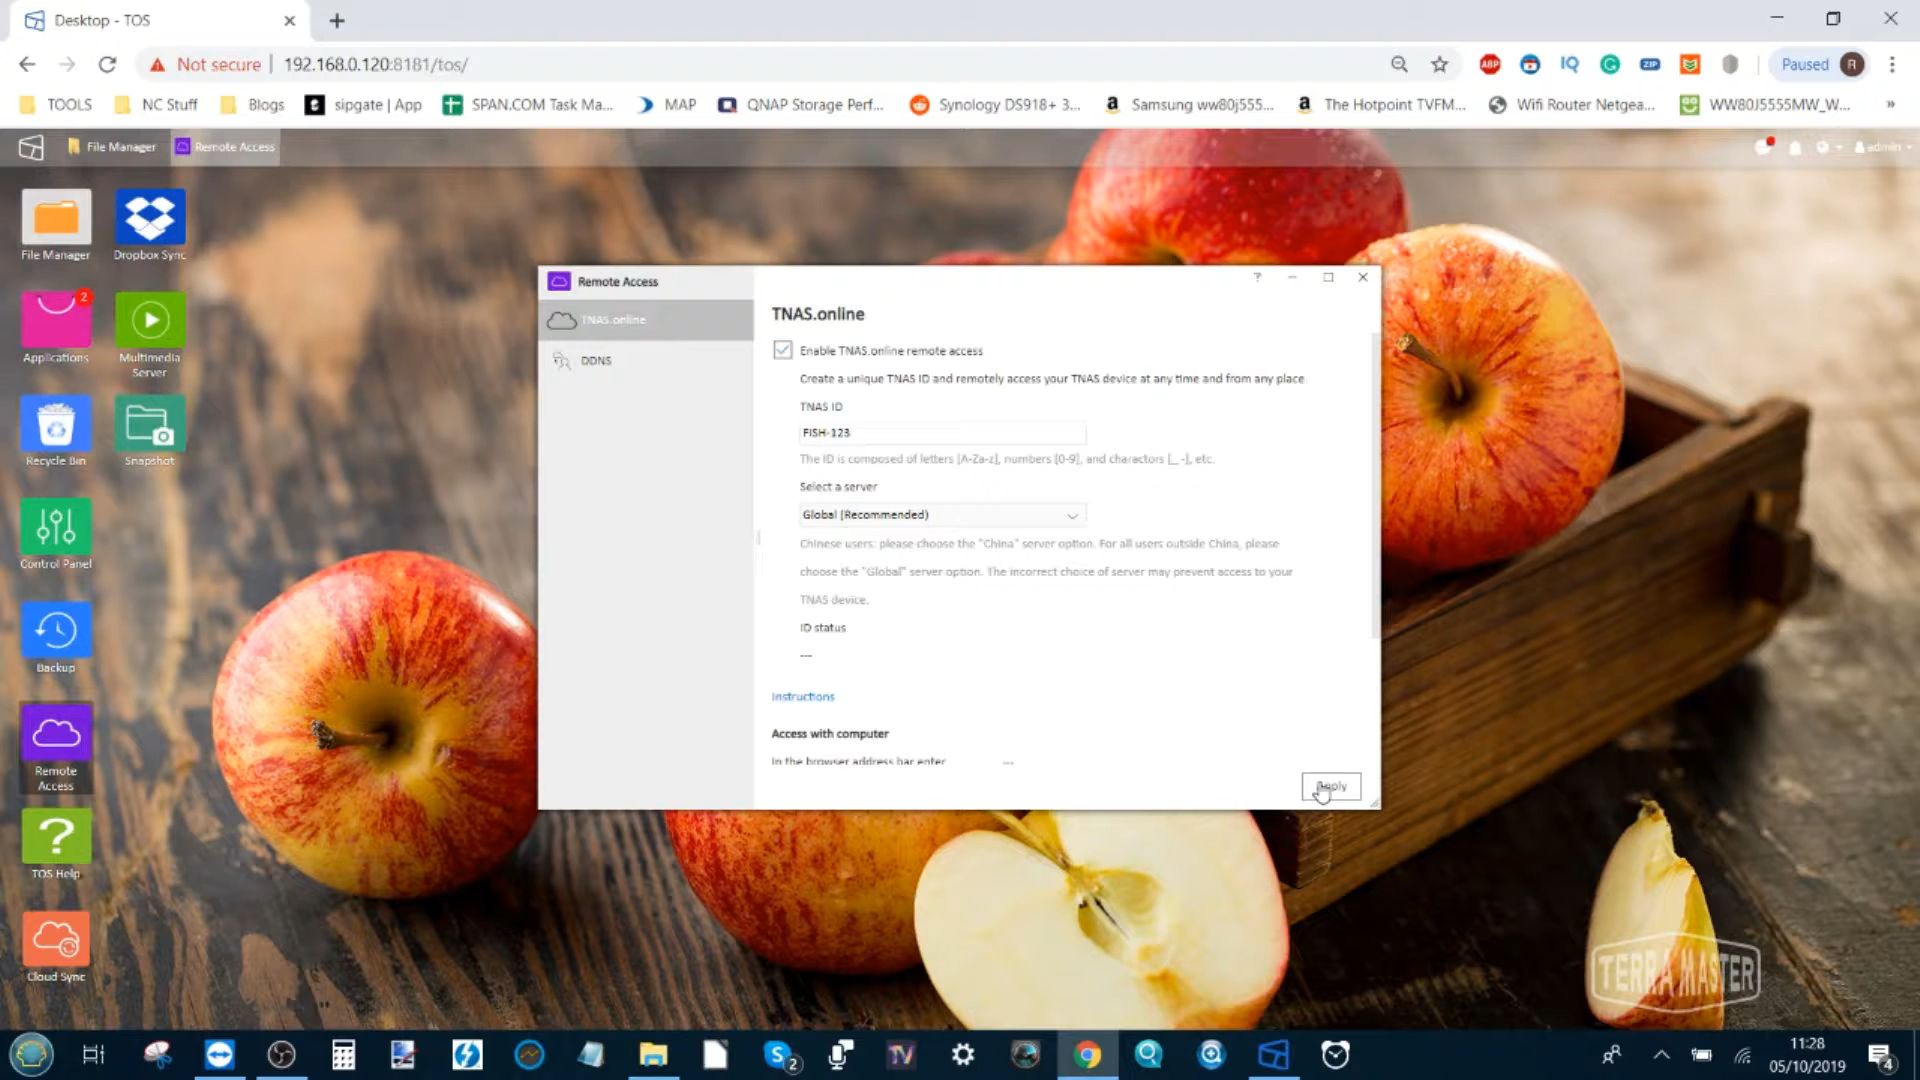 Desktop - TOS
Not secure | 192.168.0.120:8181/tos/
ABP
IQ
ZIP
Paused R
TOOLS
NC Stuff
Blogs
sipgate | App
SPAN.COM Task Ma...
MAP
QNAP Storage Perf...
Synology DS918+ 3...
Samsung ww80j555...
The Hotpoint TVFM...
Wifi Router Netgea...
WW80J5555MW_W...
»
File Manager
Remote Access
admin
File Manager
Dropbox Sync
2
Applications
Multimedia
Server
Recycle Bin
Snapshot
Control Panel
Backup
Remote
Access
TOS Help
Cloud Sync
Remote Access
?
TNAS.online
DDNS
TNAS.online
Enable TNAS.online remote access
Create a unique TNAS ID and remotely access your TNAS device at any time and from any place
TNAS ID
FISH-123
The ID is composed of letters [A-Za-z], numbers [0-9], and charactors [_ -], etc.
Select a server
Global (Recommended)
Chinese users: please choose the "China" server option. For all users outside China, please
choose the "Global" server option. The incorrect choice of server may prevent access to your
TNAS device.
ID status
---
Instructions
Access with computer
In the browser address bar enter ---
Apply
TERRA MASTER
2
TV
11:28
05/10/2019
4